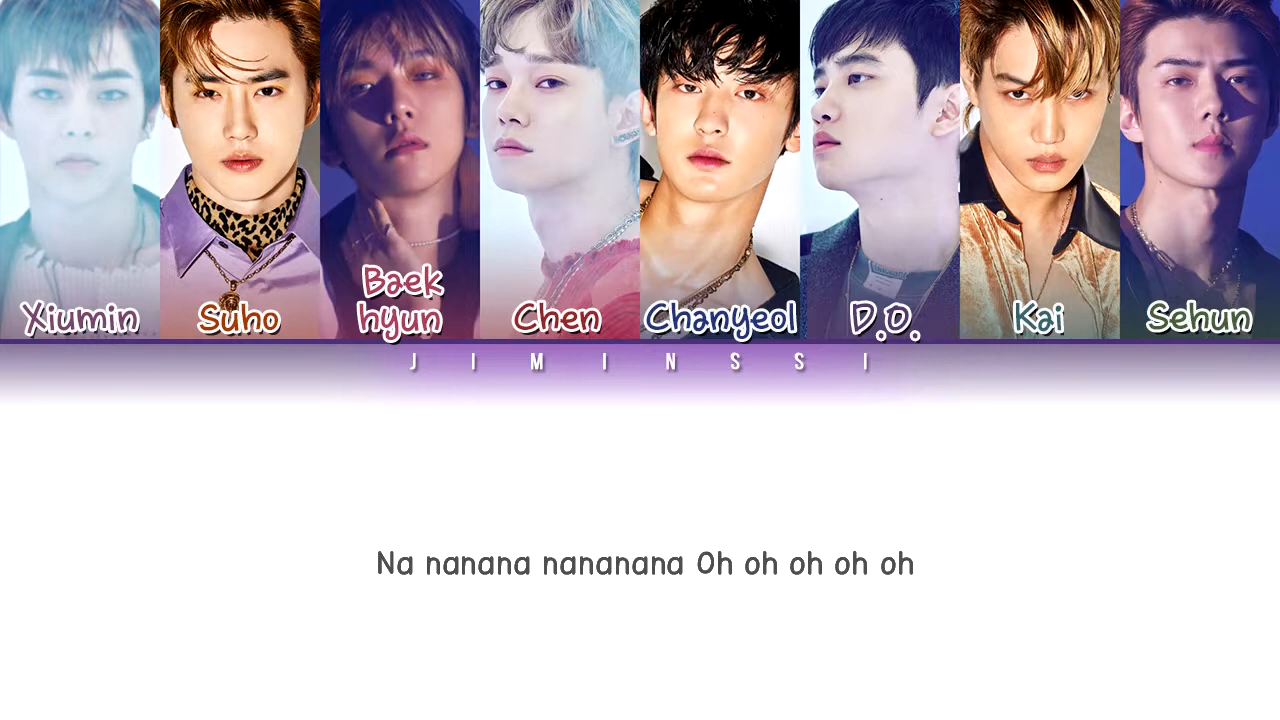 Xiumin
Suho
Baek
hyun
Chen
Chanyeol
D.O.
Kai
Sehun
J I M I N S S I
Na nanana nananana Oh oh oh oh oh